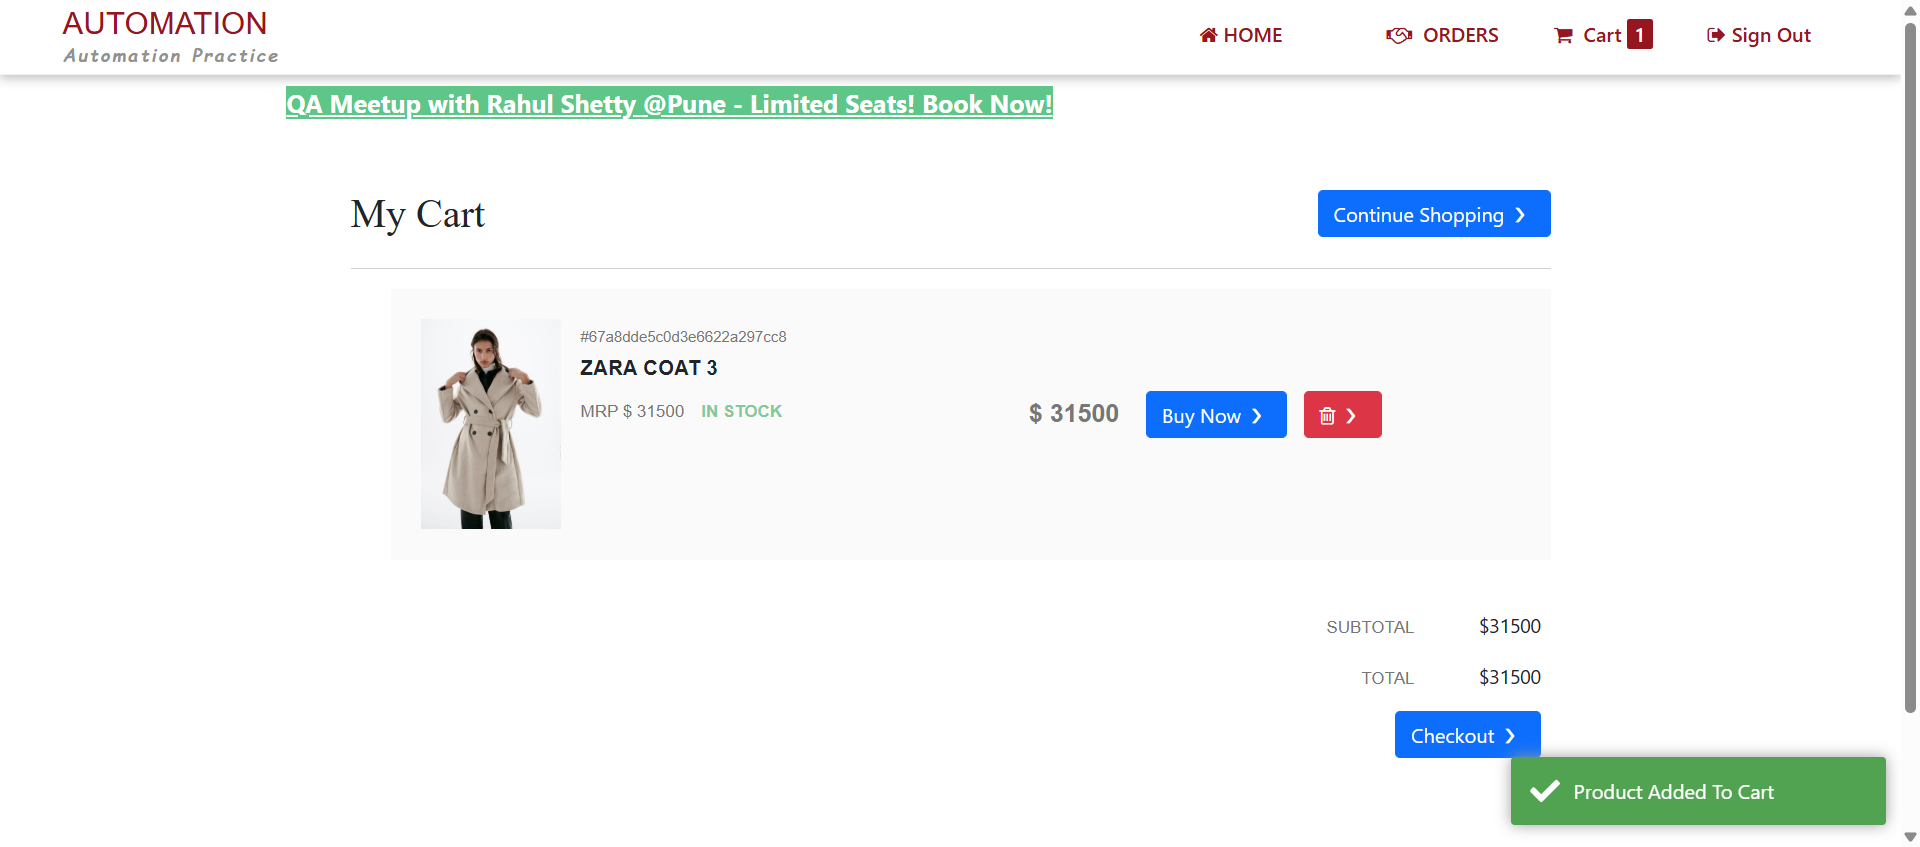 AUTOMATION
Automation Practice
HOME
ORDERS
Cart 1
Sign Out
QA Meetup with Rahul Shetty @Pune - Limited Seats! Book Now!
My Cart
Continue Shopping ❯
#67a8dde5c0d3e6622a297cc8
ZARA COAT 3
MRP $ 31500 IN STOCK
$ 31500
Buy Now ❯
❯
SUBTOTAL $31500
TOTAL $31500
Checkout ❯
Product Added To Cart